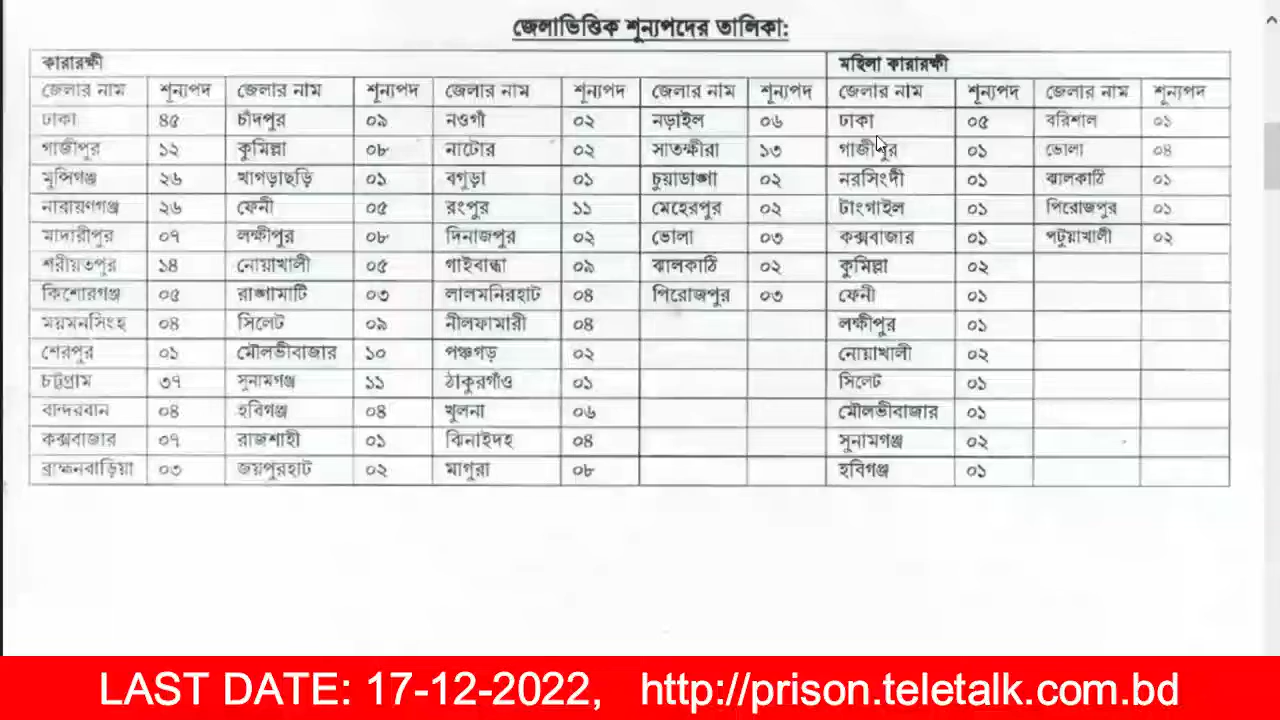 জেলাভিত্তিক শূন্যপদের তালিকা:
কারারক্ষী মহিলা কারারক্ষী
জেলার নাম শূন্যপদ জেলার নাম শূন্যপদ জেলার নাম শূন্যপদ জেলার নাম শূন্যপদ জেলার নাম শূন্যপদ জেলার নাম শূন্যপদ
ঢাকা ৪৫ চাঁদপুর ০৯ নওগাঁ ০২ নড়াইল ০৬ ঢাকা ০৫ বরিশাল ০১
গাজীপুর ১২ কুমিল্লা ০৮ নাটোর ০২ সাতক্ষীরা ১৩ গাজীপুর ০১ ভোলা ০৪
মুন্সিগঞ্জ ২৬ খাগড়াছড়ি ০১ বগুড়া ০১ চুয়াডাঙ্গা ০২ নরসিংদী ০১ ঝালকাঠি ০১
নারায়ণগঞ্জ ২৬ ফেনী ০৫ রংপুর ১১ মেহেরপুর ০২ টাংগাইল ০১ পিরোজপুর ০১
মাদারীপুর ০৭ লক্ষীপুর ০৮ দিনাজপুর ০২ ভোলা ০৩ কক্সবাজার ০১ পটুয়াখালী ০২
শরীয়তপুর ১৪ নোয়াখালী ০৫ গাইবান্ধা ০৯ ঝালকাঠি ০২ কুমিল্লা ০২
কিশোরগঞ্জ ০৫ রাঙ্গামাটি ০৩ লালমনিরহাট ০৪ পিরোজপুর ০৩ ফেনী ০১
ময়মনসিংহ ০৪ সিলেট ০৯ নীলফামারী ০৪ লক্ষীপুর ০১
শেরপুর ০১ মৌলভীবাজার ১০ পঞ্চগড় ০২ নোয়াখালী ০২
চট্টগ্রাম ৩৭ সুনামগঞ্জ ১১ ঠাকুরগাঁও ০১ সিলেট ০১
বান্দরবান ০৪ হবিগঞ্জ ০৪ খুলনা ০৬ মৌলভীবাজার ০১
কক্সবাজার ০৭ রাজশাহী ০১ ঝিনাইদহ ০৪ সুনামগঞ্জ ০২
ব্রাহ্মনবাড়িয়া ০৩ জয়পুরহাট ০২ মাগুরা ০৮ হবিগঞ্জ ০১
LAST DATE: 17-12-2022, http://prison.teletalk.com.bd